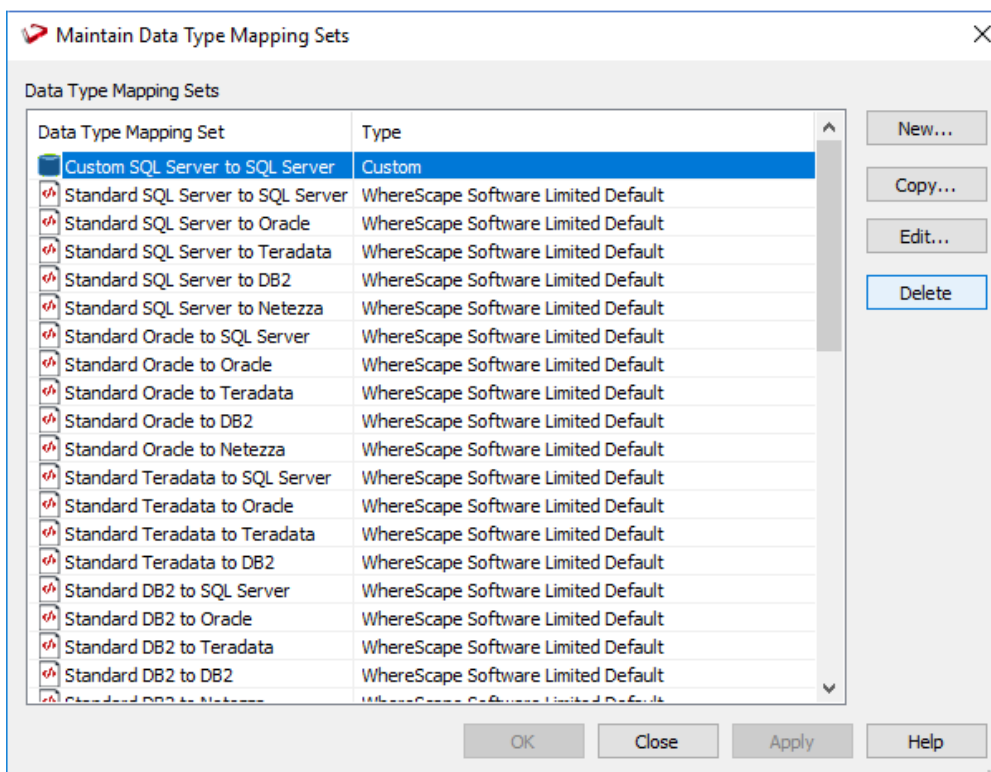 Maintain Data Type Mapping Sets
Data Type Mapping Sets
Data Type Mapping Set Type
Custom SQL Server to SQL Server Custom
Standard SQL Server to SQL Server WhereScape Software Limited Default
Standard SQL Server to Oracle WhereScape Software Limited Default
Standard SQL Server to Teradata WhereScape Software Limited Default
Standard SQL Server to DB2 WhereScape Software Limited Default
Standard SQL Server to Netezza WhereScape Software Limited Default
Standard Oracle to SQL Server WhereScape Software Limited Default
Standard Oracle to Oracle WhereScape Software Limited Default
Standard Oracle to Teradata WhereScape Software Limited Default
Standard Oracle to DB2 WhereScape Software Limited Default
Standard Oracle to Netezza WhereScape Software Limited Default
Standard Teradata to SQL Server WhereScape Software Limited Default
Standard Teradata to Oracle WhereScape Software Limited Default
Standard Teradata to Teradata WhereScape Software Limited Default
Standard Teradata to DB2 WhereScape Software Limited Default
Standard DB2 to SQL Server WhereScape Software Limited Default
Standard DB2 to Oracle WhereScape Software Limited Default
Standard DB2 to Teradata WhereScape Software Limited Default
Standard DB2 to DB2 WhereScape Software Limited Default
Standard DB2 to Netezza WhereScape Software Limited Default
New...
Copy...
Edit...
Delete
OK Close Apply Help